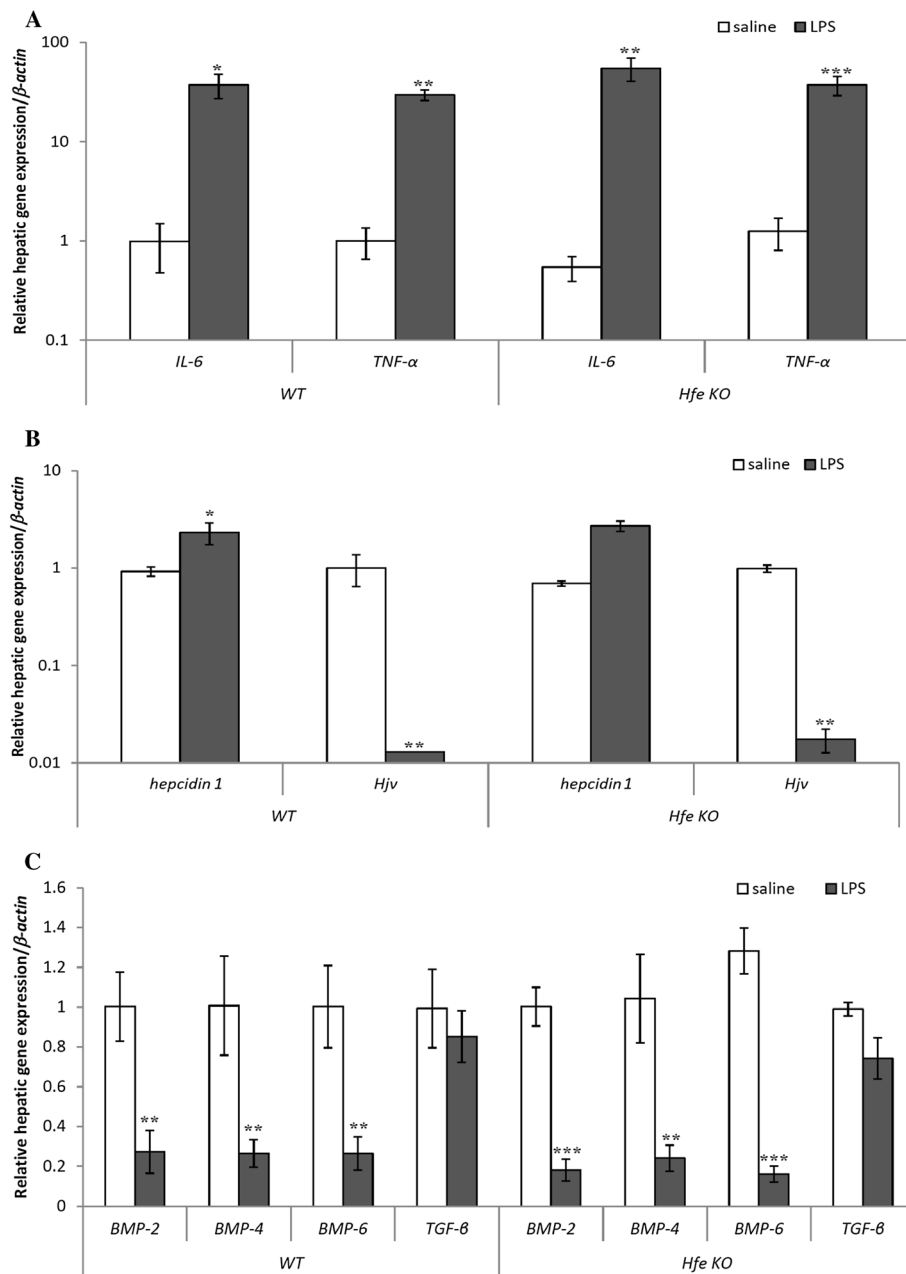 A
saline LPS
Relative hepatic gene expression/β-actin
100
10
1
0.1
* ** ** ***
IL-6 TNF-α IL-6 TNF-α
WT Hfe KO
B
saline LPS
Relative hepatic gene expression/β-actin
10
1
0.1
0.01
* ** **
hepcidin 1 Hjv hepcidin 1 Hjv
WT Hfe KO
C
saline LPS
Relative hepatic gene expression/β-actin
1.6
1.4
1.2
1
0.8
0.6
0.4
0.2
0
** ** ** *** ** ***
BMP-2 BMP-4 BMP-6 TGF-β BMP-2 BMP-4 BMP-6 TGF-β
WT Hfe KO